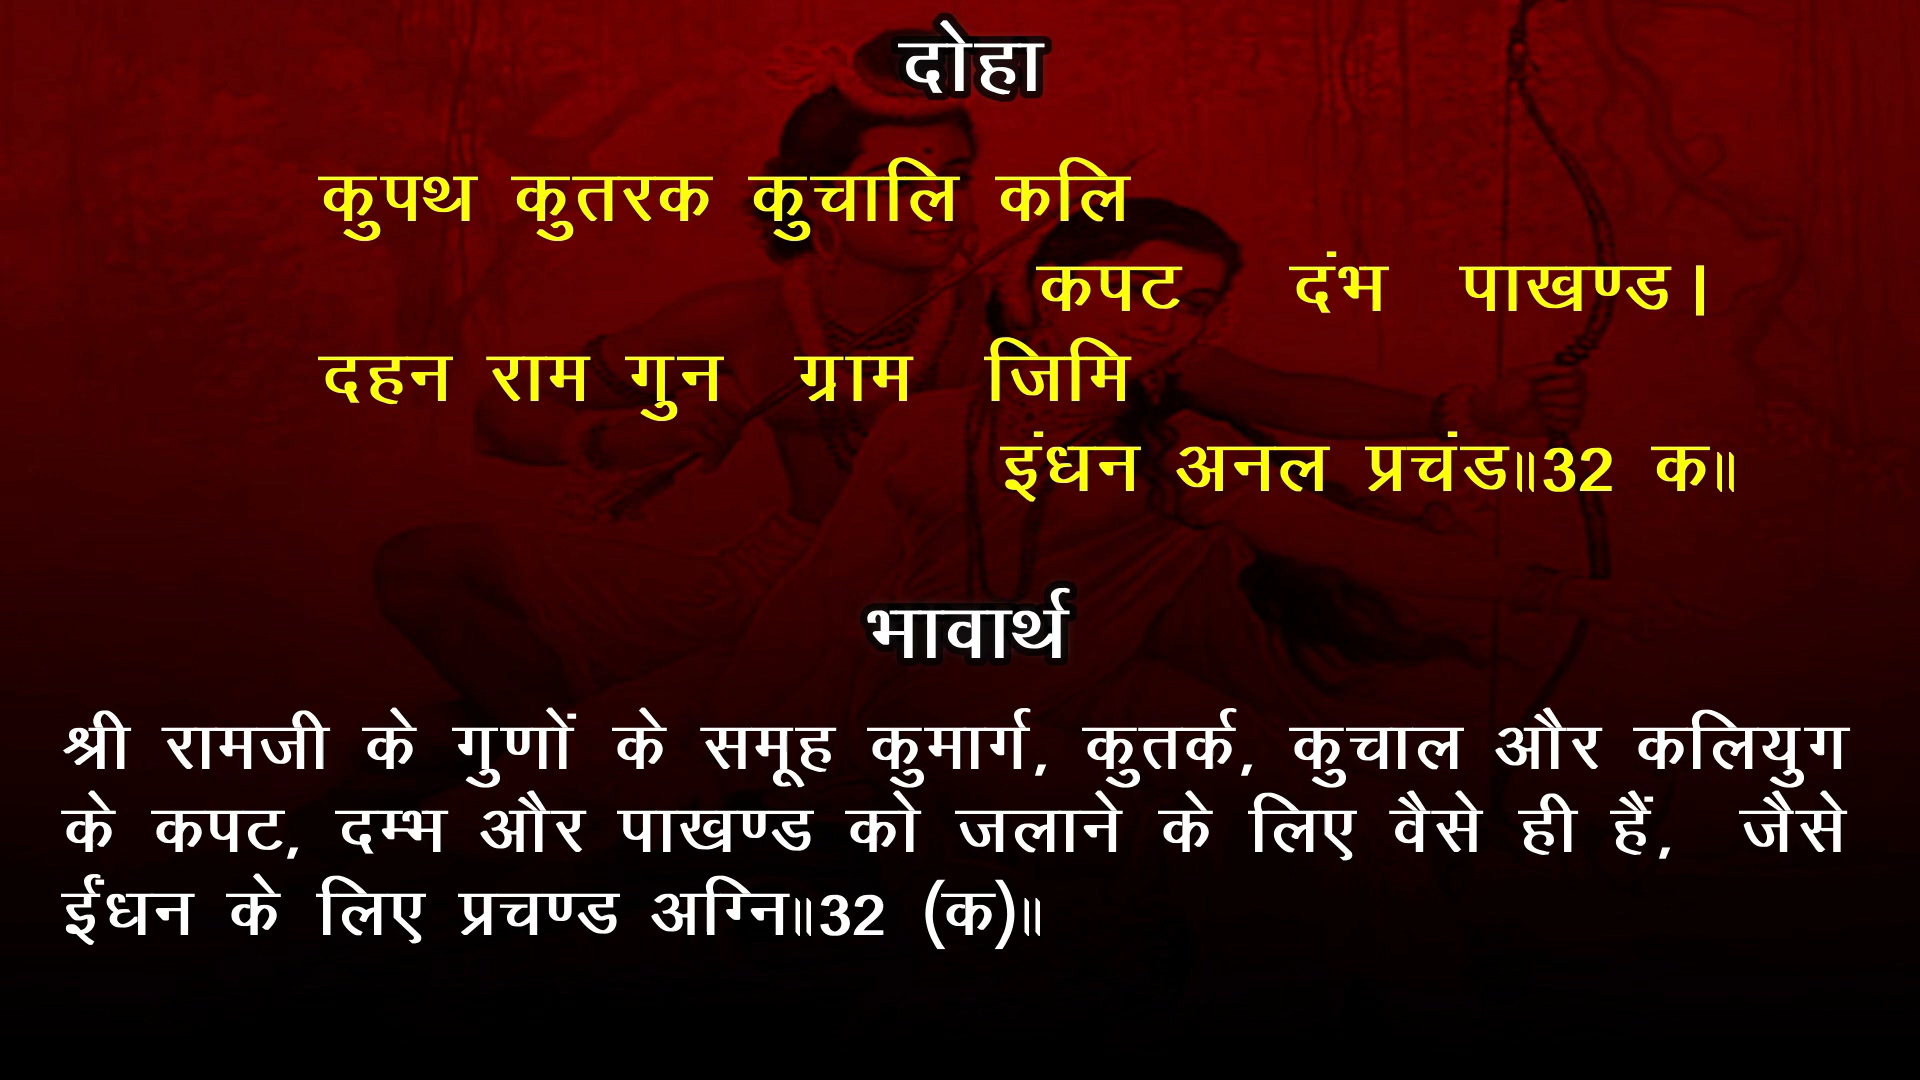 दोहा
कुपथ कुतरक कुचालि कलि
कपट दंभ पाखण्ड।
दहन राम गुन ग्राम जिमि
इंधन अनल प्रचंड॥32 क॥
भावार्थ
श्री रामजी के गुणों के समूह कुमार्ग, कुतर्क, कुचाल और कलियुग
के कपट, दम्भ और पाखण्ड को जलाने के लिए वैसे ही हैं, जैसे
ईंधन के लिए प्रचण्ड अग्नि॥32 (क)॥